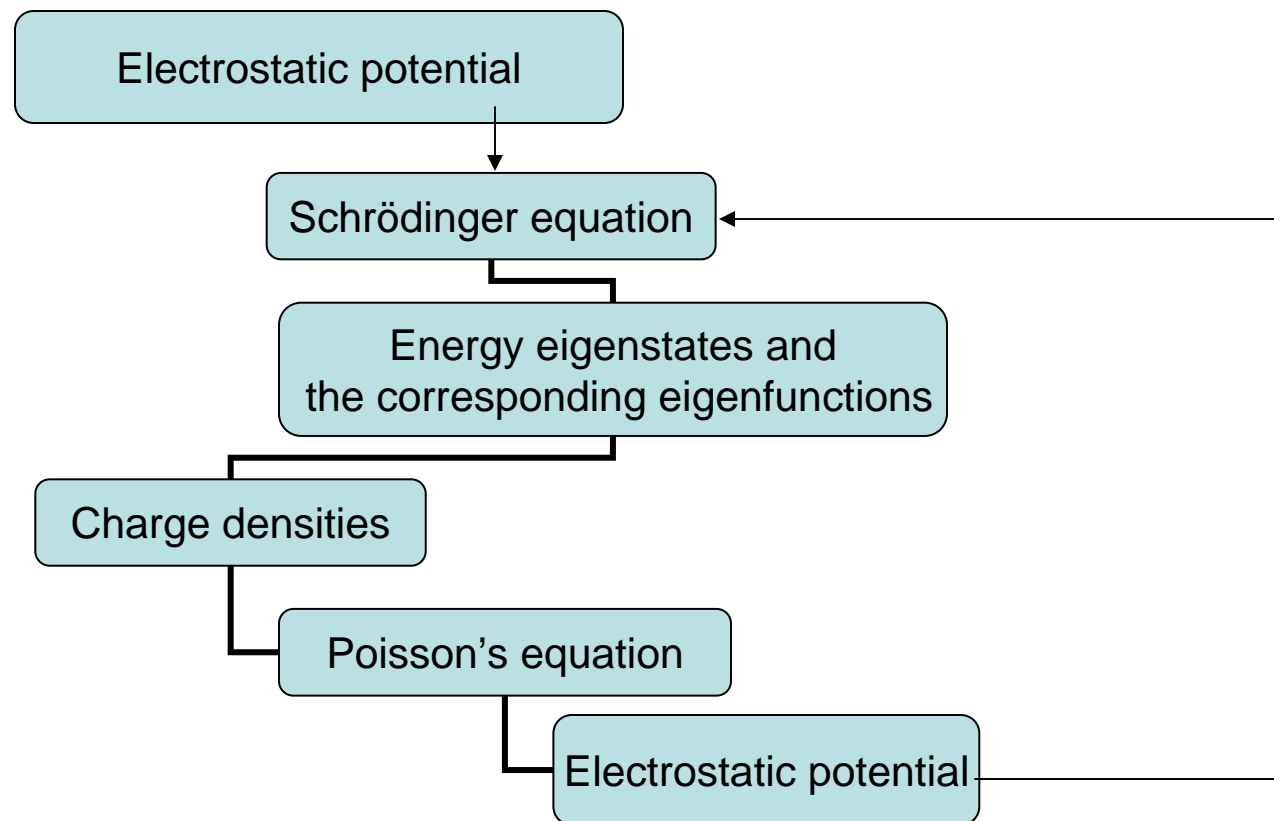 Electrostatic potential
Schrödinger equation
Energy eigenstates and
the corresponding eigenfunctions
Charge densities
Poisson’s equation
Electrostatic potential